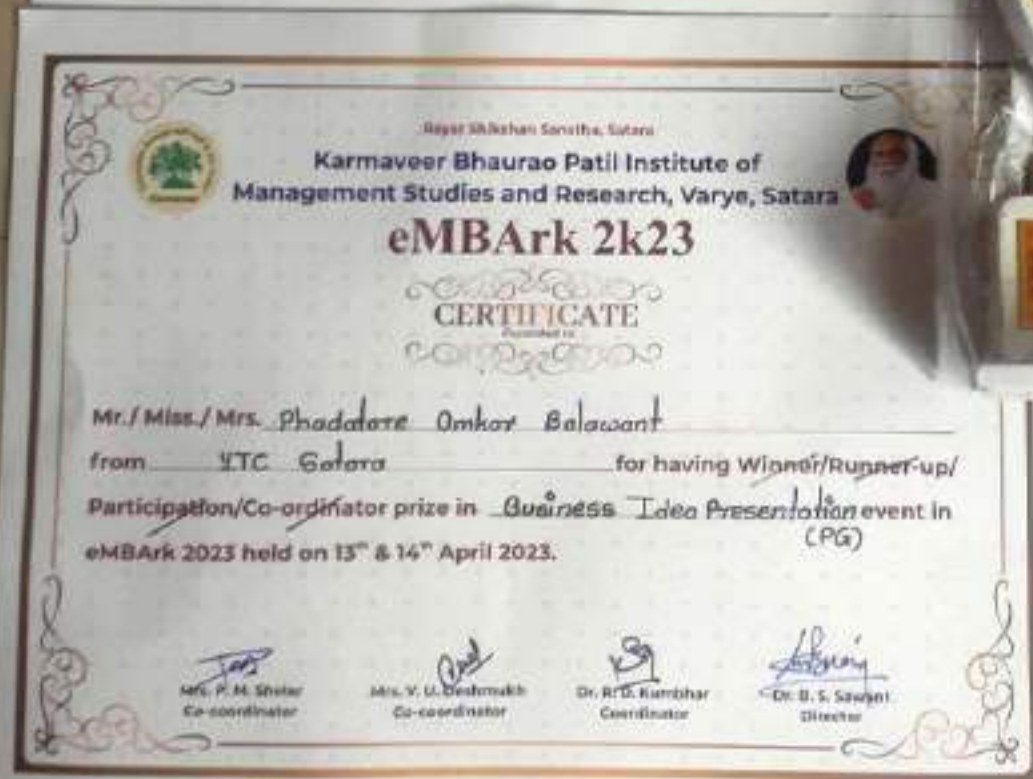 Rayat Shikshan Sanstha, Satara
Karmaveer Bhaurao Patil Institute of
Management Studies and Research, Varye, Satara
eMBArk 2k23
CERTIFICATE
Mr./ Miss./ Mrs. Phadatare Omkar Balawant
from YTC Satara for having Winner/Runner-up/
Participation/Co-ordinator prize in Business Idea Presentation event in
(PG)
eMBArk 2023 held on 13th & 14th April 2023.
Mrs. P. M. Shelar Mrs. V. U. Deshmukh Dr. R. D. Kumbhar Dr. B. S. Sawant
Co-coordinator Co-coordinator Coordinator Director